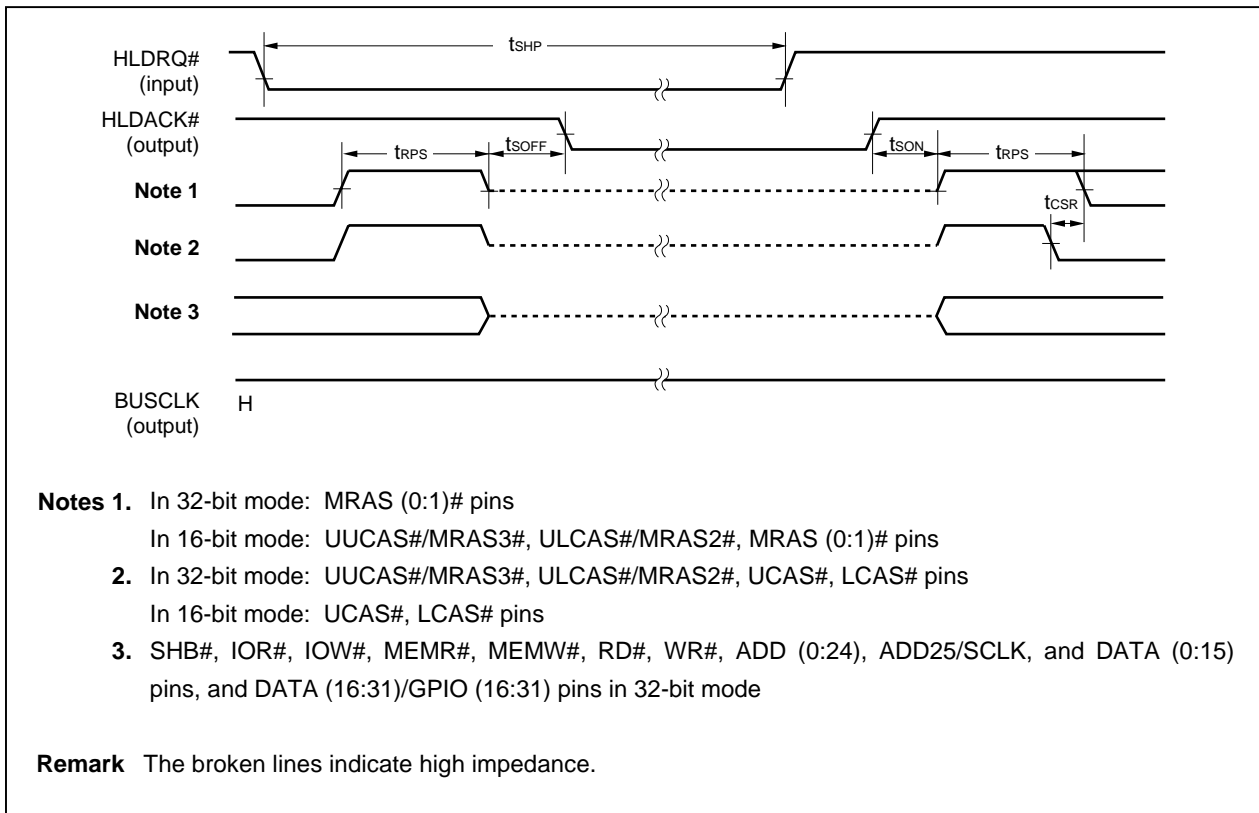 tSHP
HLDRQ#
(input)
HLDACK#
(output)
tRPS
tSOFF
tSON
tRPS
Note 1
tCSR
Note 2
Note 3
BUSCLK
(output)
H
Notes 1. In 32-bit mode: MRAS (0:1)# pins
In 16-bit mode: UUCAS#/MRAS3#, ULCAS#/MRAS2#, MRAS (0:1)# pins
2. In 32-bit mode: UUCAS#/MRAS3#, ULCAS#/MRAS2#, UCAS#, LCAS# pins
In 16-bit mode: UCAS#, LCAS# pins
3. SHB#, IOR#, IOW#, MEMR#, MEMW#, RD#, WR#, ADD (0:24), ADD25/SCLK, and DATA (0:15)
pins, and DATA (16:31)/GPIO (16:31) pins in 32-bit mode
Remark The broken lines indicate high impedance.